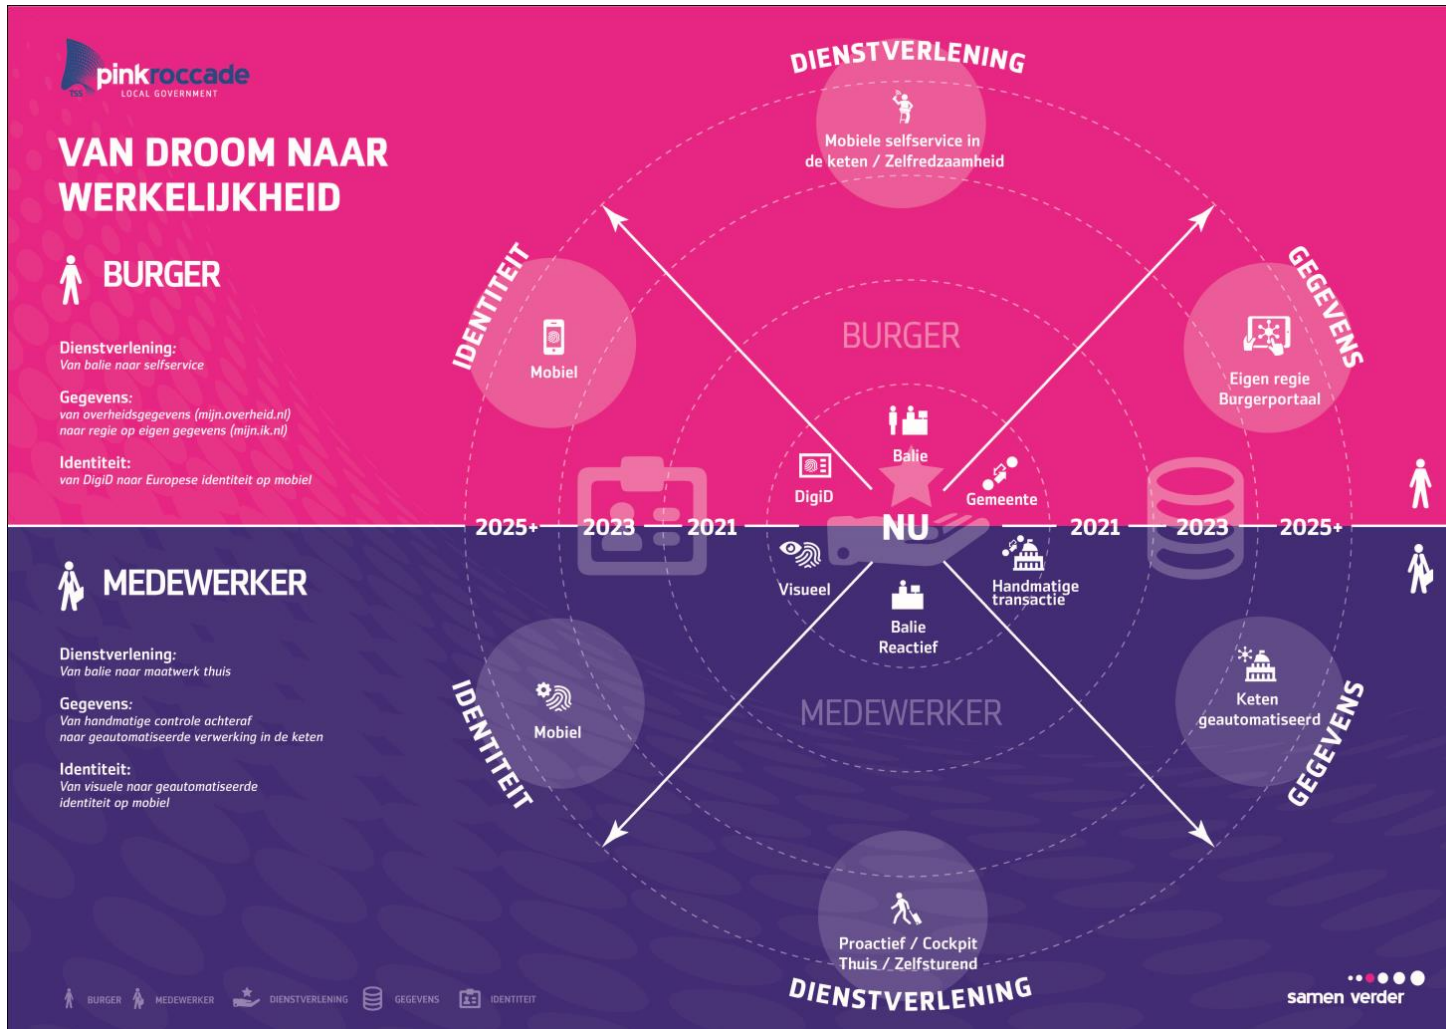 pinkroccade
TSS
LOCAL GOVERNMENT
VAN DROOM NAAR
WERKELIJKHEID
BURGER
Dienstverlening:
Van balie naar selfservice
Gegevens:
van overheidsgegevens (mijn.overheid.nl)
naar regie op eigen gegevens (mijn.ik.nl)
Identiteit:
van DigiD naar Europese identiteit op mobiel
MEDEWERKER
Dienstverlening:
Van balie naar maatwerk thuis
Gegevens:
Van handmatige controle achteraf
naar geautomatiseerde verwerking in de keten
Identiteit:
Van visuele naar geautomatiseerde
identiteit op mobiel
DIENSTVERLENING
Mobiele selfservice in
de keten / Zelfredzaamheid
IDENTITEIT
Mobiel
GEGEVENS
Eigen regie
Burgerportaal
BURGER
Balie
DigiD
Gemeente
2025+
2023
2021
NU
2021
2023
2025+
Visueel
Balie
Reactief
Handmatige
transactie
MEDEWERKER
IDENTITEIT
Mobiel
Keten
geautomatiseerd
GEGEVENS
Proactief / Cockpit
Thuis / Zelfsturend
DIENSTVERLENING
BURGER
MEDEWERKER
DIENSTVERLENING
GEGEVENS
IDENTITEIT
samen verder